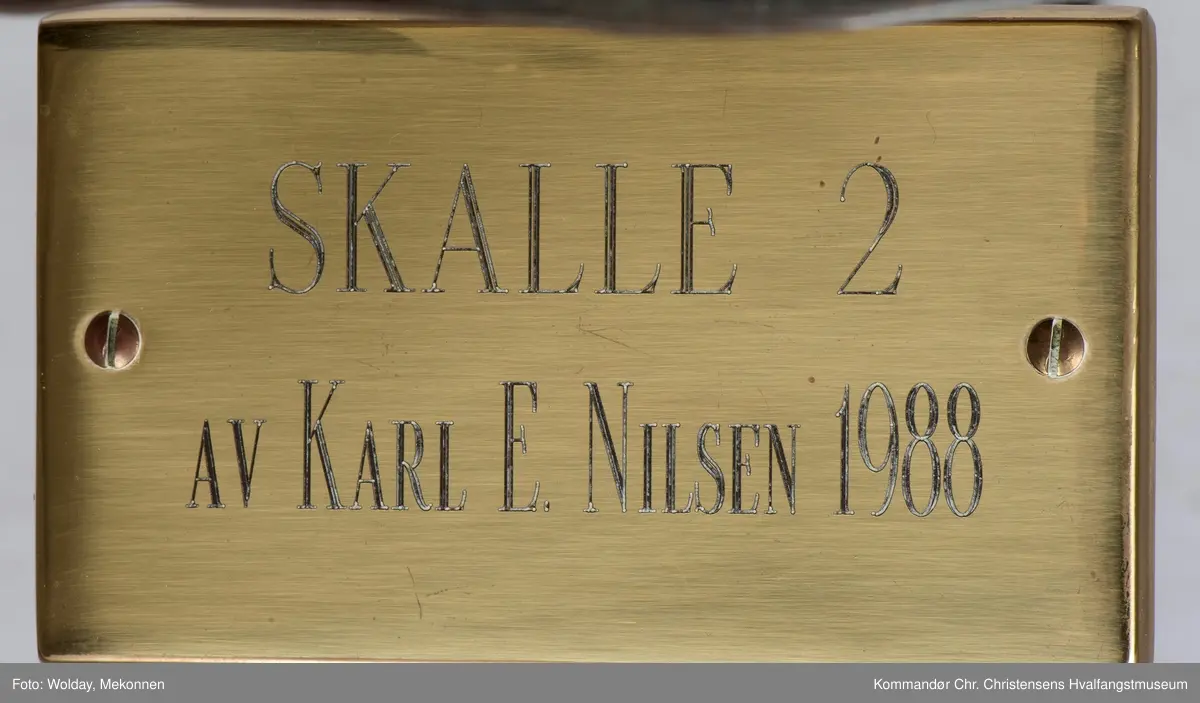 SKALLE 2
AV KARL E. NILSEN 1988
Foto: Wolday, Mekonnen
Kommandør Chr. Christensens Hvalfangstmuseum